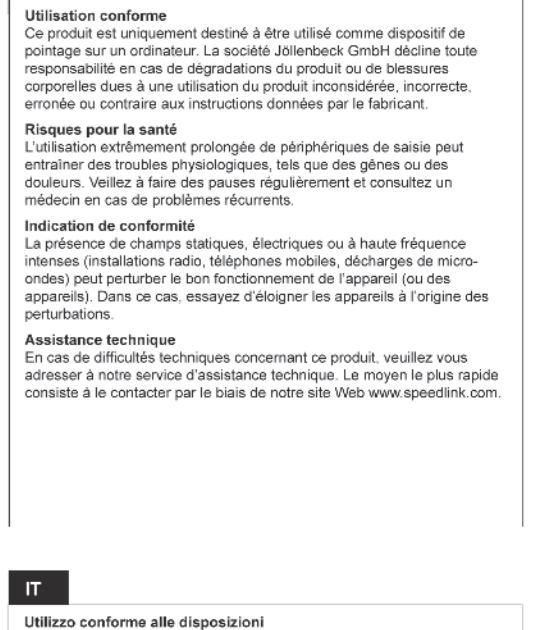 Utilisation conforme
Ce produit est uniquement destiné à être utilisé comme dispositif de
pointage sur un ordinateur. La société Jöllenbeck GmbH décline toute
responsabilité en cas de dégradations du produit ou de blessures
corporelles dues à une utilisation du produit inconsidérée, incorrecte,
erronée ou contraire aux instructions données par le fabricant.
Risques pour la santé
L'utilisation extrêmement prolongée de périphériques de saisie peut
entraîner des troubles physiologiques, tels que des gênes ou des
douleurs. Veillez à faire des pauses régulièrement et consultez un
médecin en cas de problèmes récurrents.
Indication de conformité
La présence de champs statiques, électriques ou à haute fréquence
intenses (installations radio, téléphones mobiles, décharges de micro-
ondes) peut perturber le bon fonctionnement de l'appareil (ou des
appareils). Dans ce cas, essayez d'éloigner les appareils à l'origine des
perturbations.
Assistance technique
En cas de difficultés techniques concernant ce produit, veuillez vous
adresser à notre service d'assistance technique. Le moyen le plus rapide
consiste à le contacter par le biais de notre site Web www.speedlink.com.
IT
Utilizzo conforme alle disposizioni